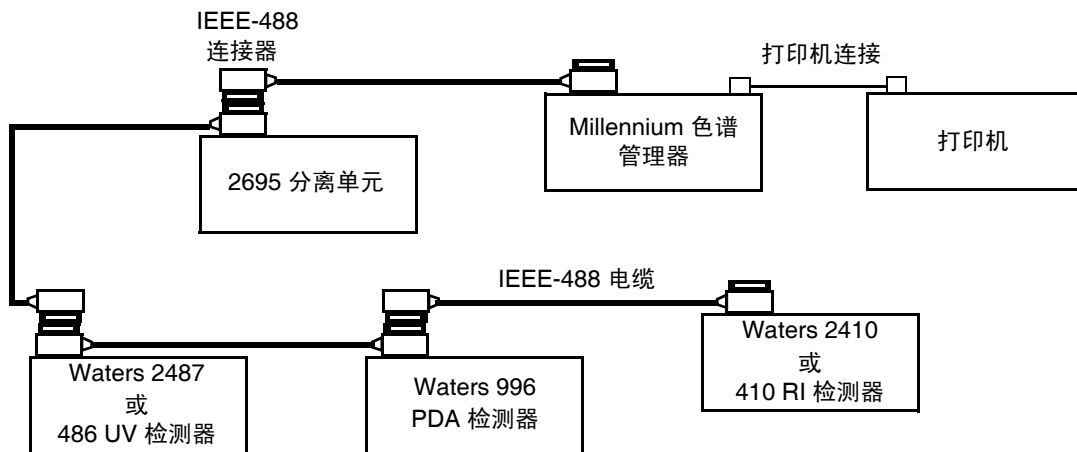 IEEE-488
连接器
打印机连接
Millennium 色谱
管理器
打印机
2695 分离单元
IEEE-488 电缆
Waters 2487
或
486 UV 检测器
Waters 996
PDA 检测器
Waters 2410
或
410 RI 检测器